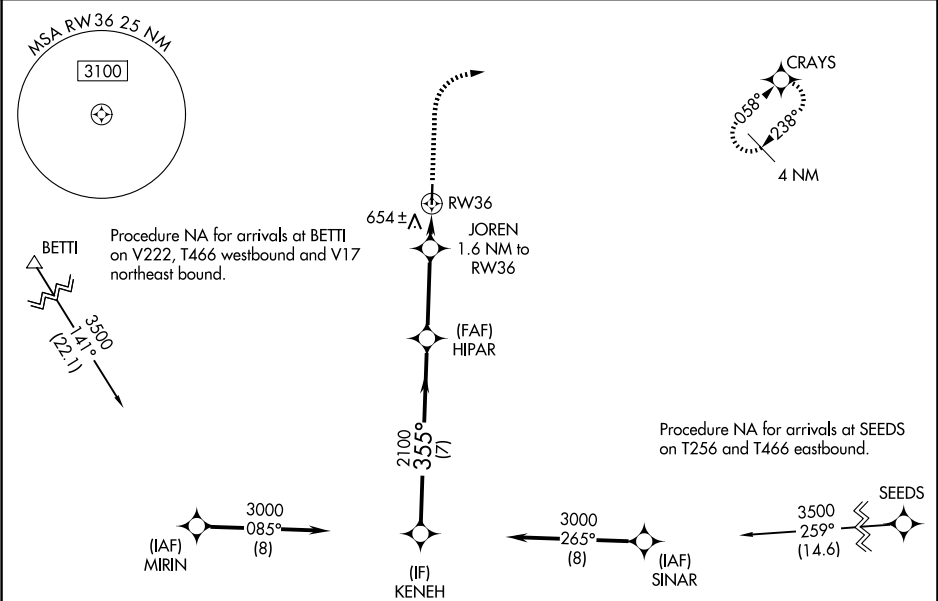 MSA RW36 25 NM
3100
CRAYS
058°
238°
4 NM
RW36
654 ±
JOREN
1.6 NM to
RW36
BETTI
Procedure NA for arrivals at BETTI
on V222, T466 westbound and V17
northeast bound.
3500
141°
(22.1)
(FAF)
HIPAR
2100
355°
(7)
Procedure NA for arrivals at SEEDS
on T256 and T466 eastbound.
SEEDS
3500
259°
(14.6)
3000
085°
(8)
(IAF)
MIRIN
3000
265°
(8)
(IAF)
SINAR
(IF)
KENEH